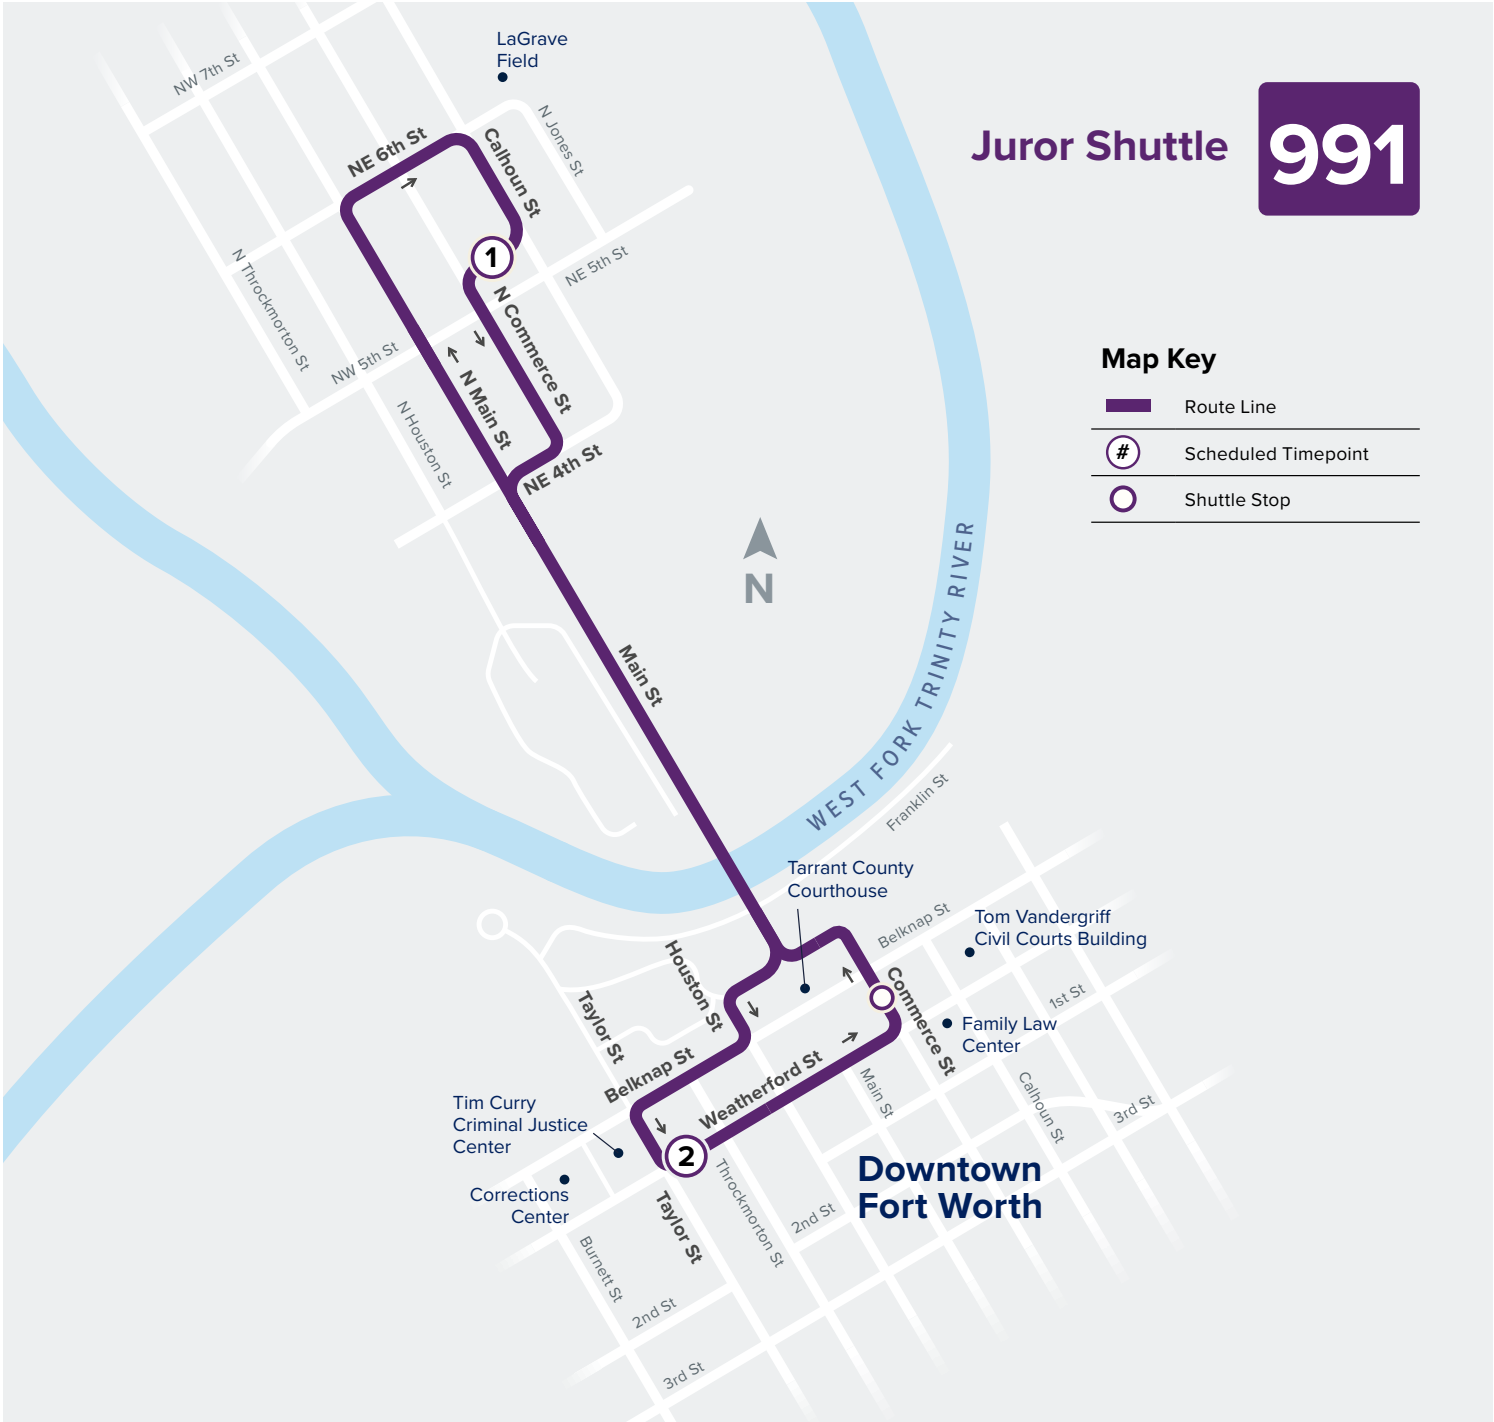 LaGrave
Field
NW 7th St
NE 6th St
Calhoun St
N Jones St
Juror Shuttle
991
1
N Throckmorton St
NE 5th St
NW 5th St
N Commerce St
N Main St
N Houston St
NE 4th St
Map Key
Route Line
# Scheduled Timepoint
Shuttle Stop
N
Main St
WEST FORK TRINITY RIVER
Franklin St
Tarrant County
Courthouse
Belknap St
Tom Vandergriff
Civil Courts Building
Houston St
Commerce St
1st St
Taylor St
Family Law
Center
Belknap St
Weatherford St
Main St
Calhoun St
3rd St
Tim Curry
Criminal Justice
Center
2
Downtown
Fort Worth
Corrections
Center
Taylor St
Throckmorton St
2nd St
Burnett St
2nd St
3rd St